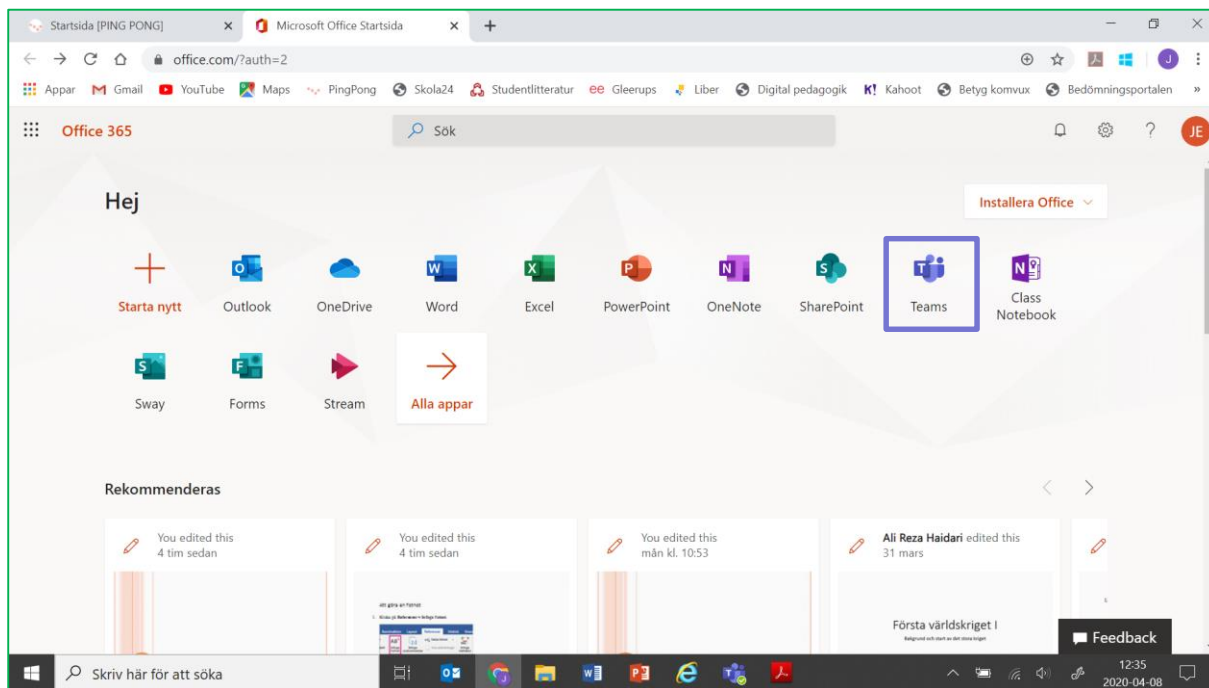 Startsida [PING PONG]
Microsoft Office Startsida
office.com/?auth=2
J
Appar Gmail YouTube Maps PingPong Skola24 Studentlitteratur ee Gleerups Liber Digital pedagogik K! Kahoot Betyg komvux Bedömningsportalen »
Office 365
Sök
? JE
Hej
Installera Office
Starta nytt Outlook OneDrive Word Excel PowerPoint OneNote SharePoint Teams Class
Notebook
Sway Forms Stream Alla appar
Rekommenderas
You edited this
4 tim sedan
You edited this
4 tim sedan
You edited this
mån kl. 10:53
Ali Reza Haidari edited this
31 mars
Första världskriget I
Feedback
Skriv här för att söka
12:35
2020-04-08